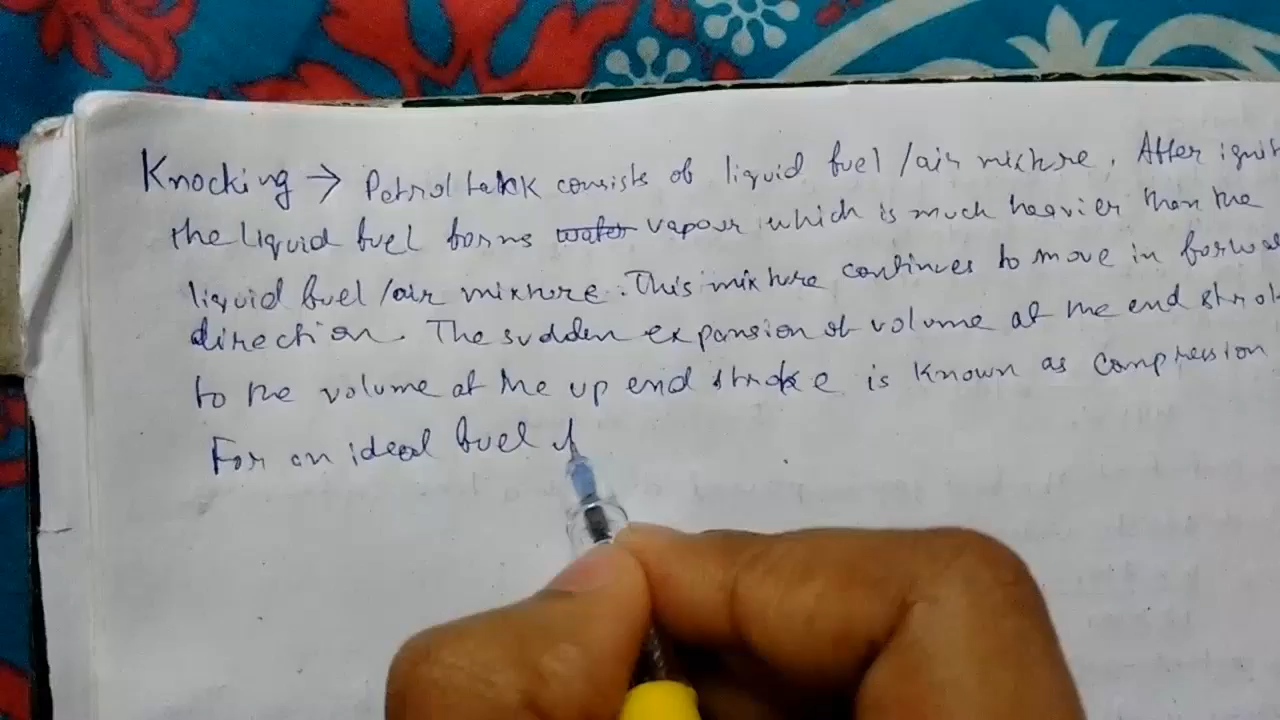 Knocking → Petrol tank consists of liquid fuel /air mixture. After ignit
the liquid fuel forms water vapour which is much heavier than the
liquid fuel /air mixture. This mixture continues to move in forwa
direction. The sudden expansion of volume at the end strok
to the volume at the up end stroke is known as compression
For an ideal fuel